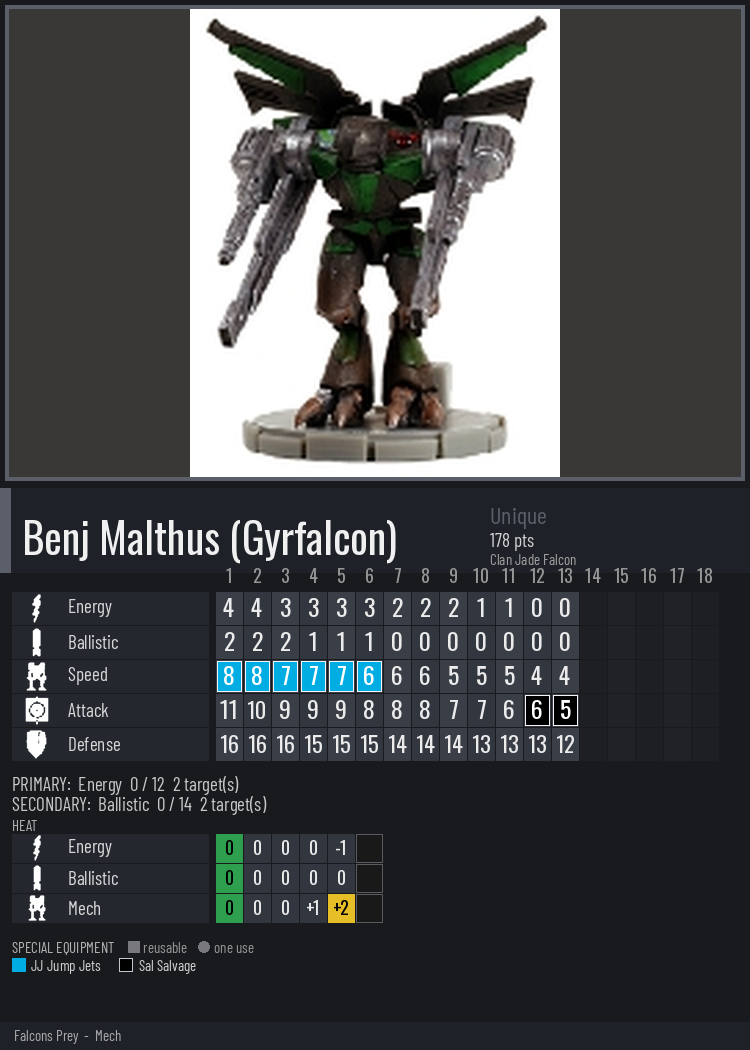 Benj Malthus (Gyrfalcon)
Unique
178 pts
Clan Jade Falcon
1 2 3 4 5 6 7 8 9 10 11 12 13 14 15 16 17 18
Energy 4 4 3 3 3 3 2 2 2 1 1 0 0
Ballistic 2 2 2 1 1 1 0 0 0 0 0 0 0
Speed 8 8 7 7 7 6 6 6 5 5 5 4 4
Attack 11 10 9 9 9 8 8 8 7 7 6 6 5
Defense 16 16 16 15 15 15 14 14 14 13 13 13 12
PRIMARY: Energy 0 / 12 2 target(s)
SECONDARY: Ballistic 0 / 14 2 target(s)
HEAT
Energy 0 0 0 0 -1
Ballistic 0 0 0 0 0
Mech 0 0 0 +1 +2
SPECIAL EQUIPMENT reusable one use
JJ Jump Jets Sal Salvage
Falcons Prey - Mech